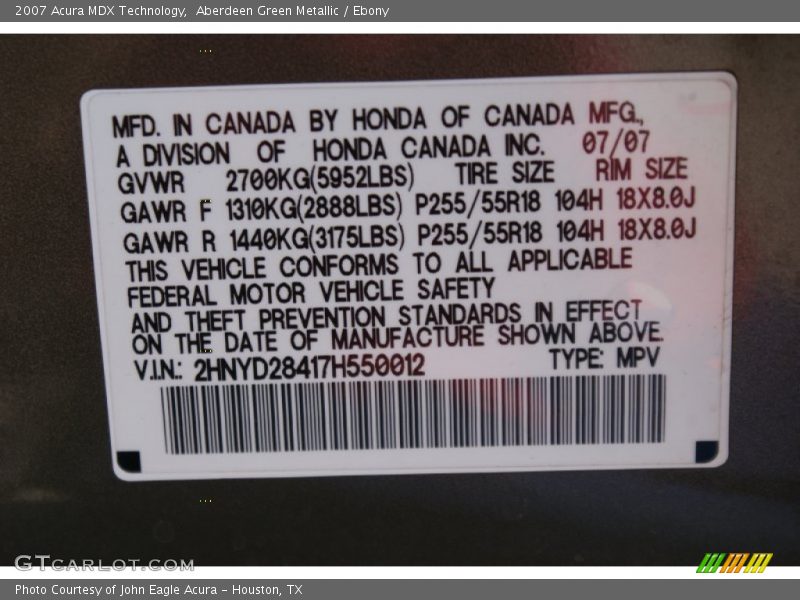 2007 Acura MDX Technology,  Aberdeen Green Metallic / Ebony
MFD. IN CANADA BY HONDA OF CANADA MFG.,
A DIVISION OF HONDA CANADA INC. 07/07
GVWR 2700KG(5952LBS) TIRE SIZE RIM SIZE
GAWR F 1310KG(2888LBS) P255/55R18 104H 18X8.0J
GAWR R 1440KG(3175LBS) P255/55R18 104H 18X8.0J
THIS VEHICLE CONFORMS TO ALL APPLICABLE
FEDERAL MOTOR VEHICLE SAFETY
AND THEFT PREVENTION STANDARDS IN EFFECT
ON THE DATE OF MANUFACTURE SHOWN ABOVE.
V.I.N.: 2HNYD28417H550012 TYPE: MPV
GTCARLOT.COM
Photo Courtesy of John Eagle Acura - Houston, TX